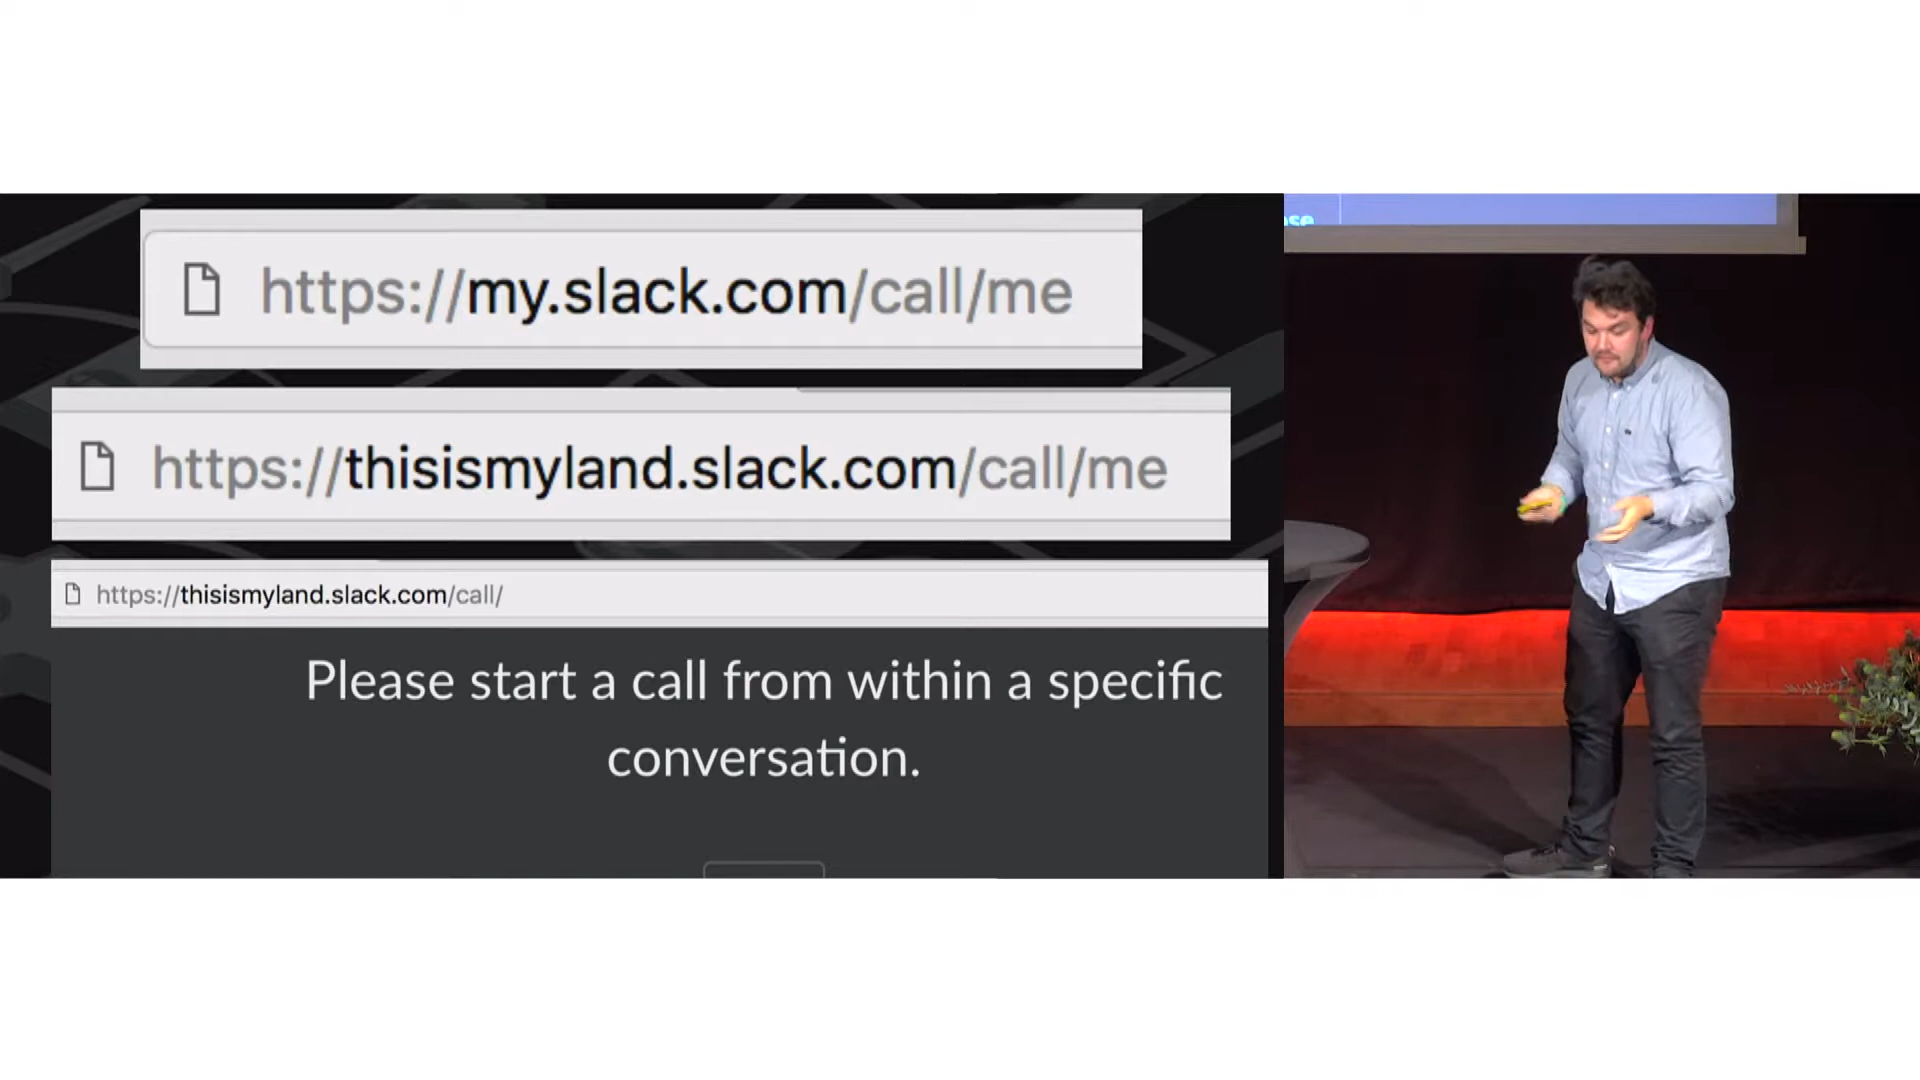 https://my.slack.com/call/me
https://thisismyland.slack.com/call/me
https://thisismyland.slack.com/call/
Please start a call from within a specific
conversation.